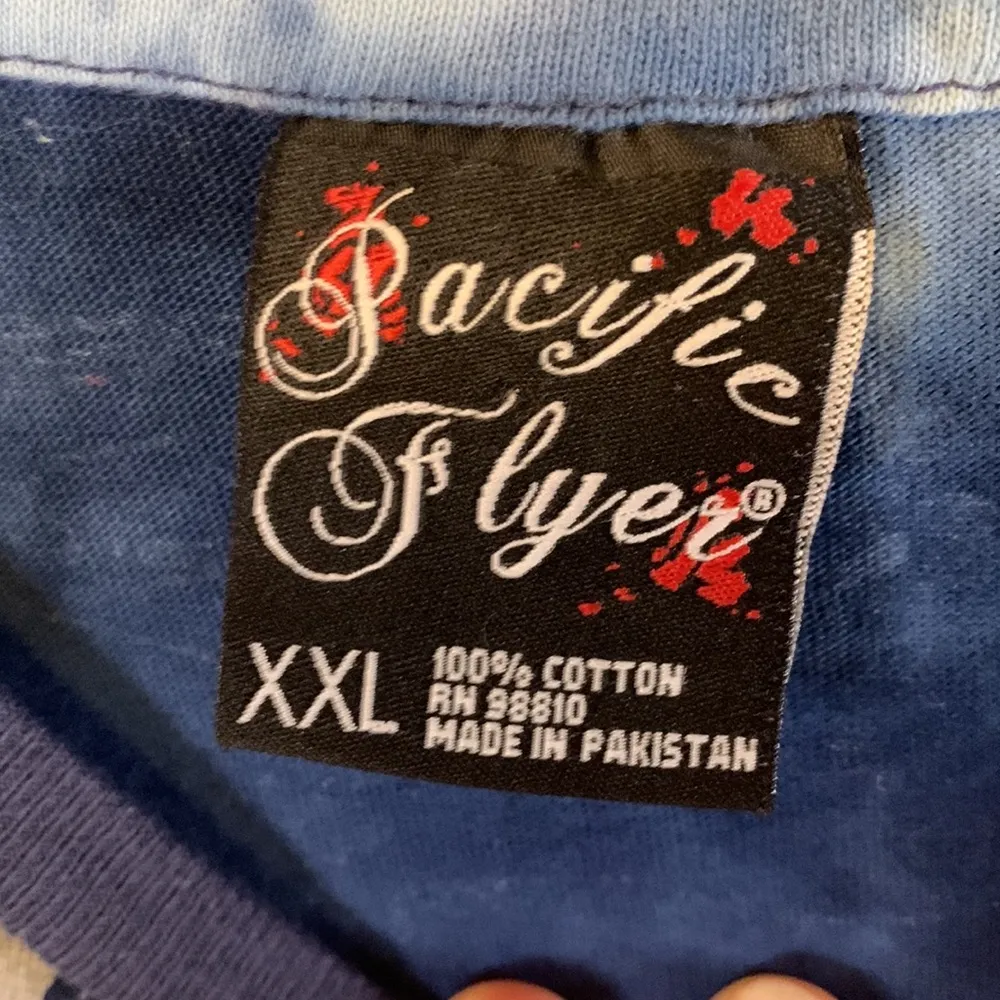 Pacific
Flyer®
XXL
100% COTTON
RN 98810
MADE IN PAKISTAN